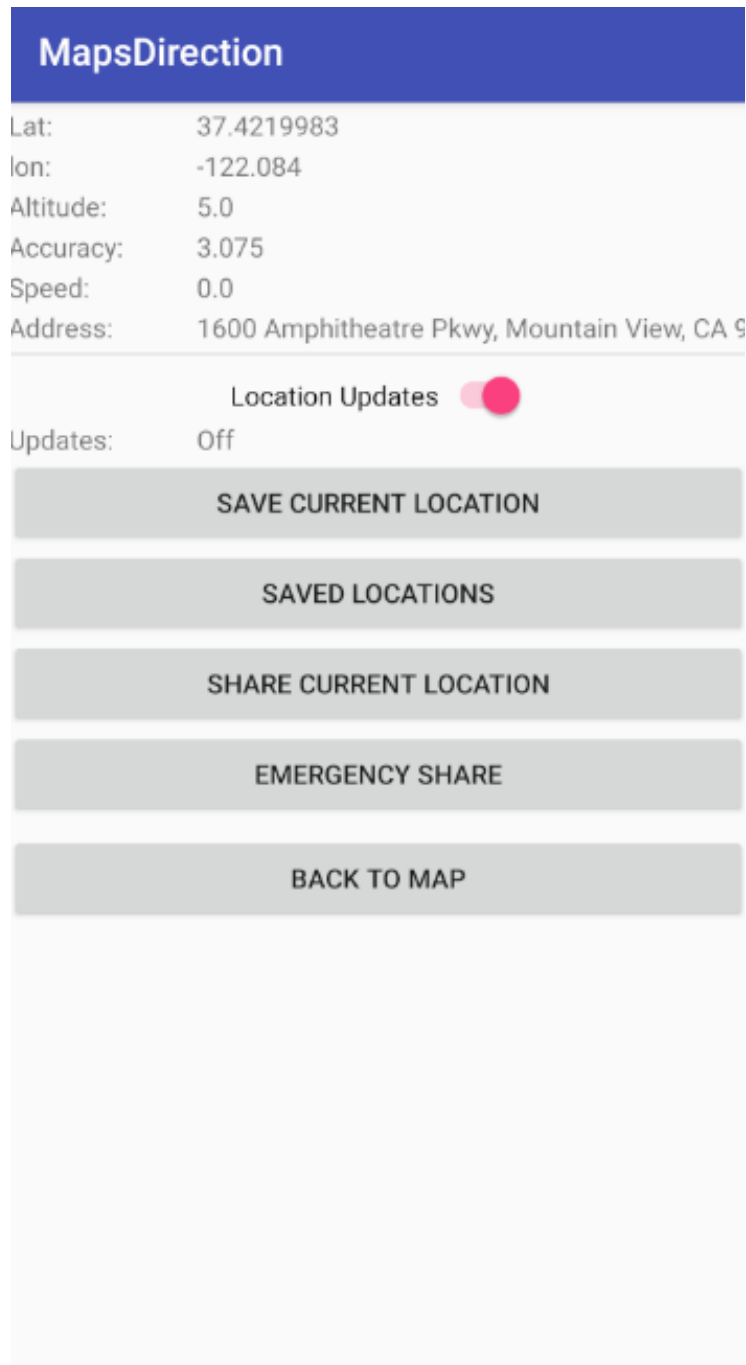 MapsDirection
Lat: 37.4219983
lon: -122.084
Altitude: 5.0
Accuracy: 3.075
Speed: 0.0
Address: 1600 Amphitheatre Pkwy, Mountain View, CA 9
Location Updates
Updates: Off
SAVE CURRENT LOCATION
SAVED LOCATIONS
SHARE CURRENT LOCATION
EMERGENCY SHARE
BACK TO MAP